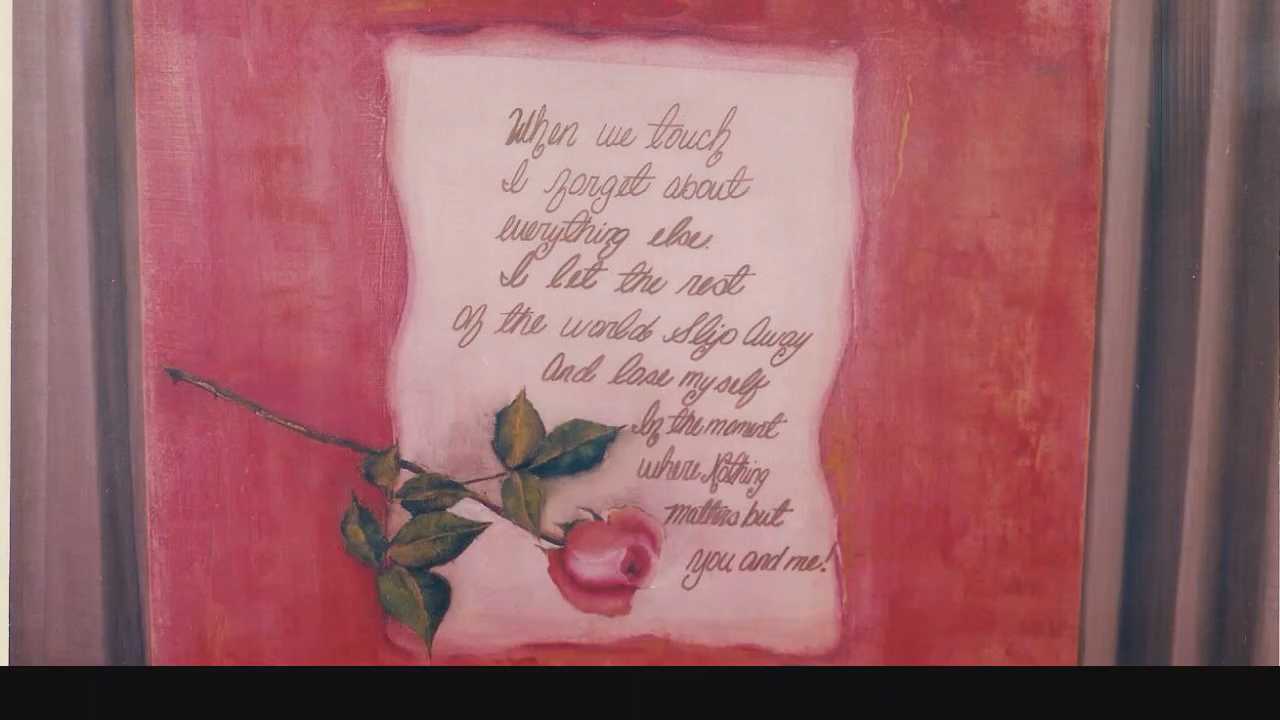 When we touch
I forget about
everything else.
I let the rest
of the world Slip Away
And lose myself
In the moment
where Nothing
matters but
you and me!